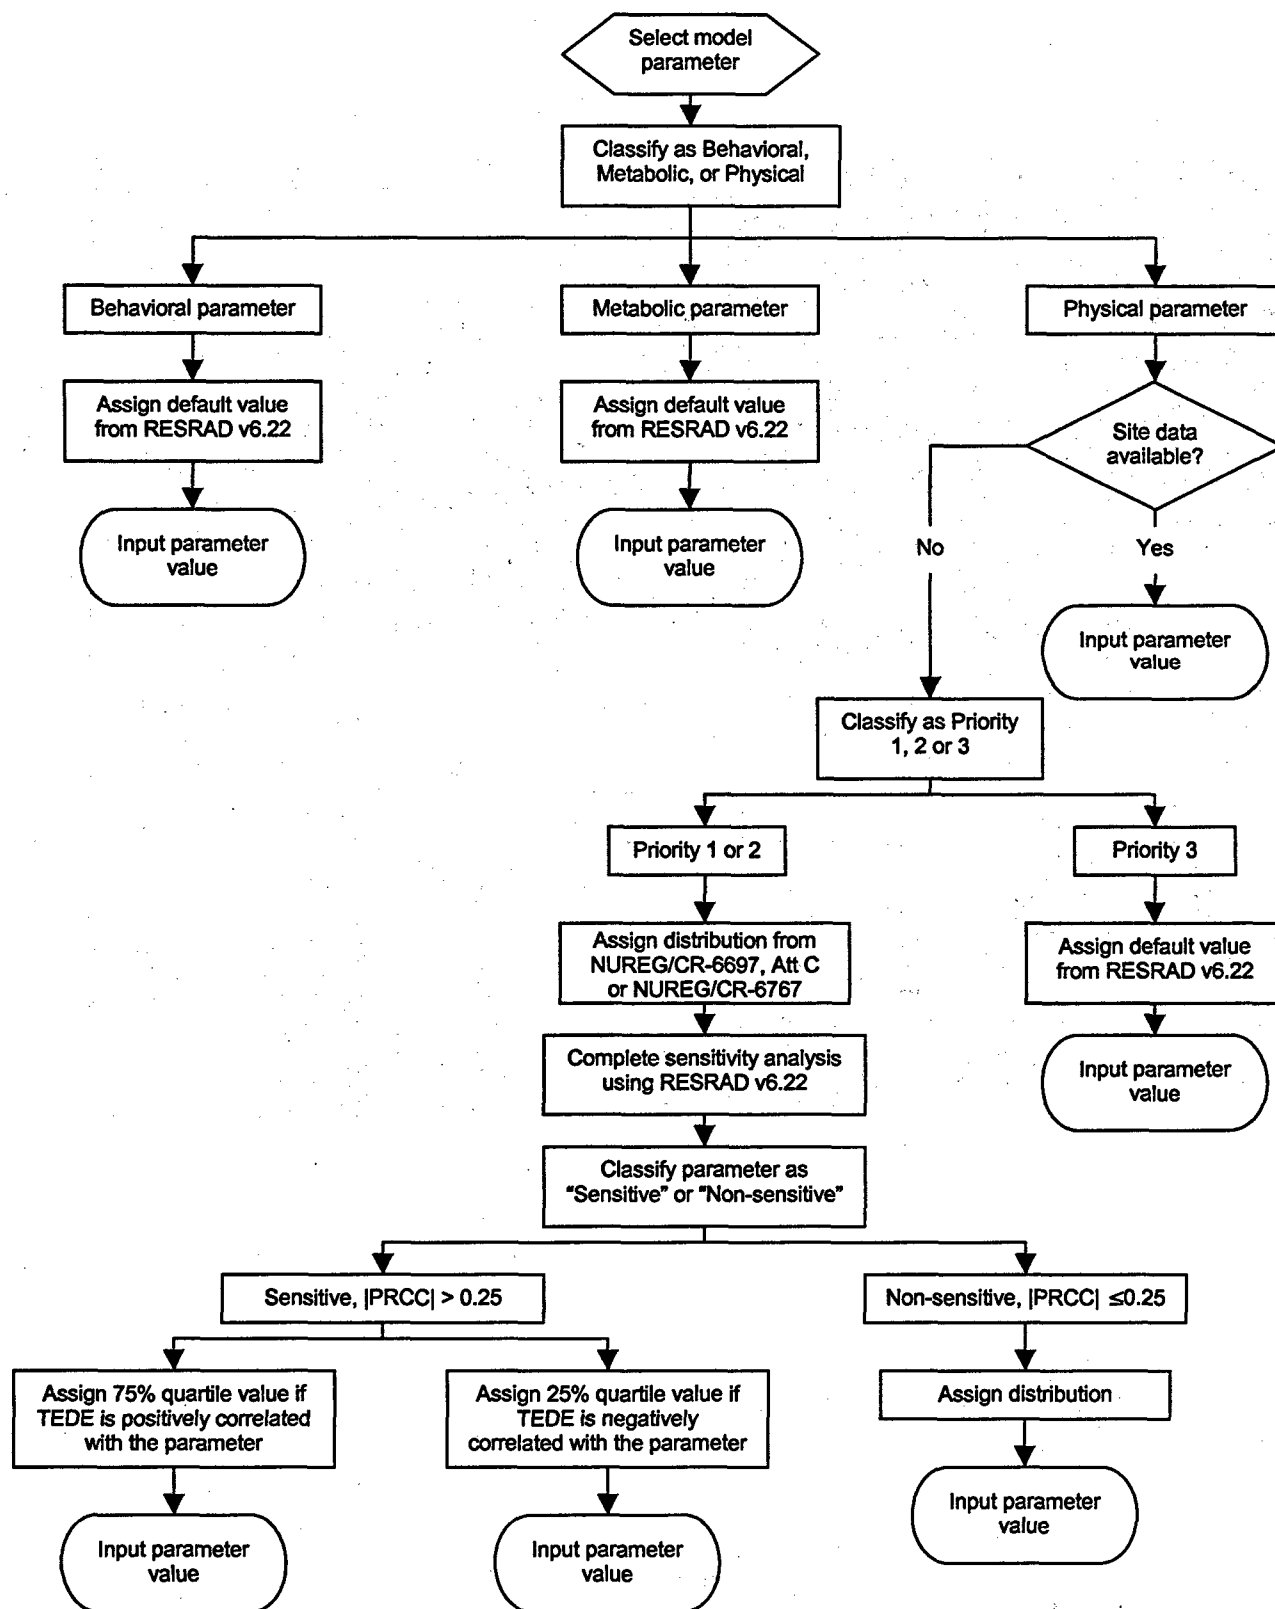 Select model
parameter
Classify as Behavioral,
Metabolic, or Physical
Behavioral parameter
Metabolic parameter
Physical parameter
Assign default value
from RESRAD v6.22
Assign default value
from RESRAD v6.22
Site data
available?
Input parameter
value
Input parameter
value
No
Yes
Input parameter
value
Classify as Priority
1, 2 or 3
Priority 1 or 2
Priority 3
Assign distribution from
NUREG/CR-6697, Att C
or NUREG/CR-6767
Assign default value
from RESRAD v6.22
Complete sensitivity analysis
using RESRAD v6.22
Input parameter
value
Classify parameter as
"Sensitive" or "Non-sensitive"
Sensitive, |PRCC| > 0.25
Non-sensitive, |PRCC| ≤0.25
Assign 75% quartile value if
TEDE is positively correlated
with the parameter
Assign 25% quartile value if
TEDE is negatively
correlated with the parameter
Assign distribution
Input parameter
value
Input parameter
value
Input parameter
value